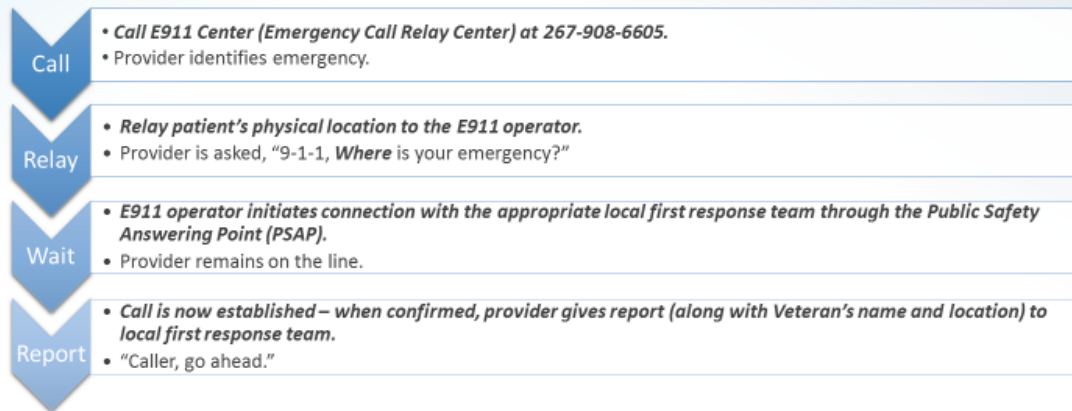 Call
• Call E911 Center (Emergency Call Relay Center) at 267-908-6605.
• Provider identifies emergency.
Relay
• Relay patient’s physical location to the E911 operator.
• Provider is asked, “9-1-1, Where is your emergency?”
Wait
• E911 operator initiates connection with the appropriate local first response team through the Public Safety
Answering Point (PSAP).
• Provider remains on the line.
Report
• Call is now established – when confirmed, provider gives report (along with Veteran’s name and location) to
local first response team.
• “Caller, go ahead.”